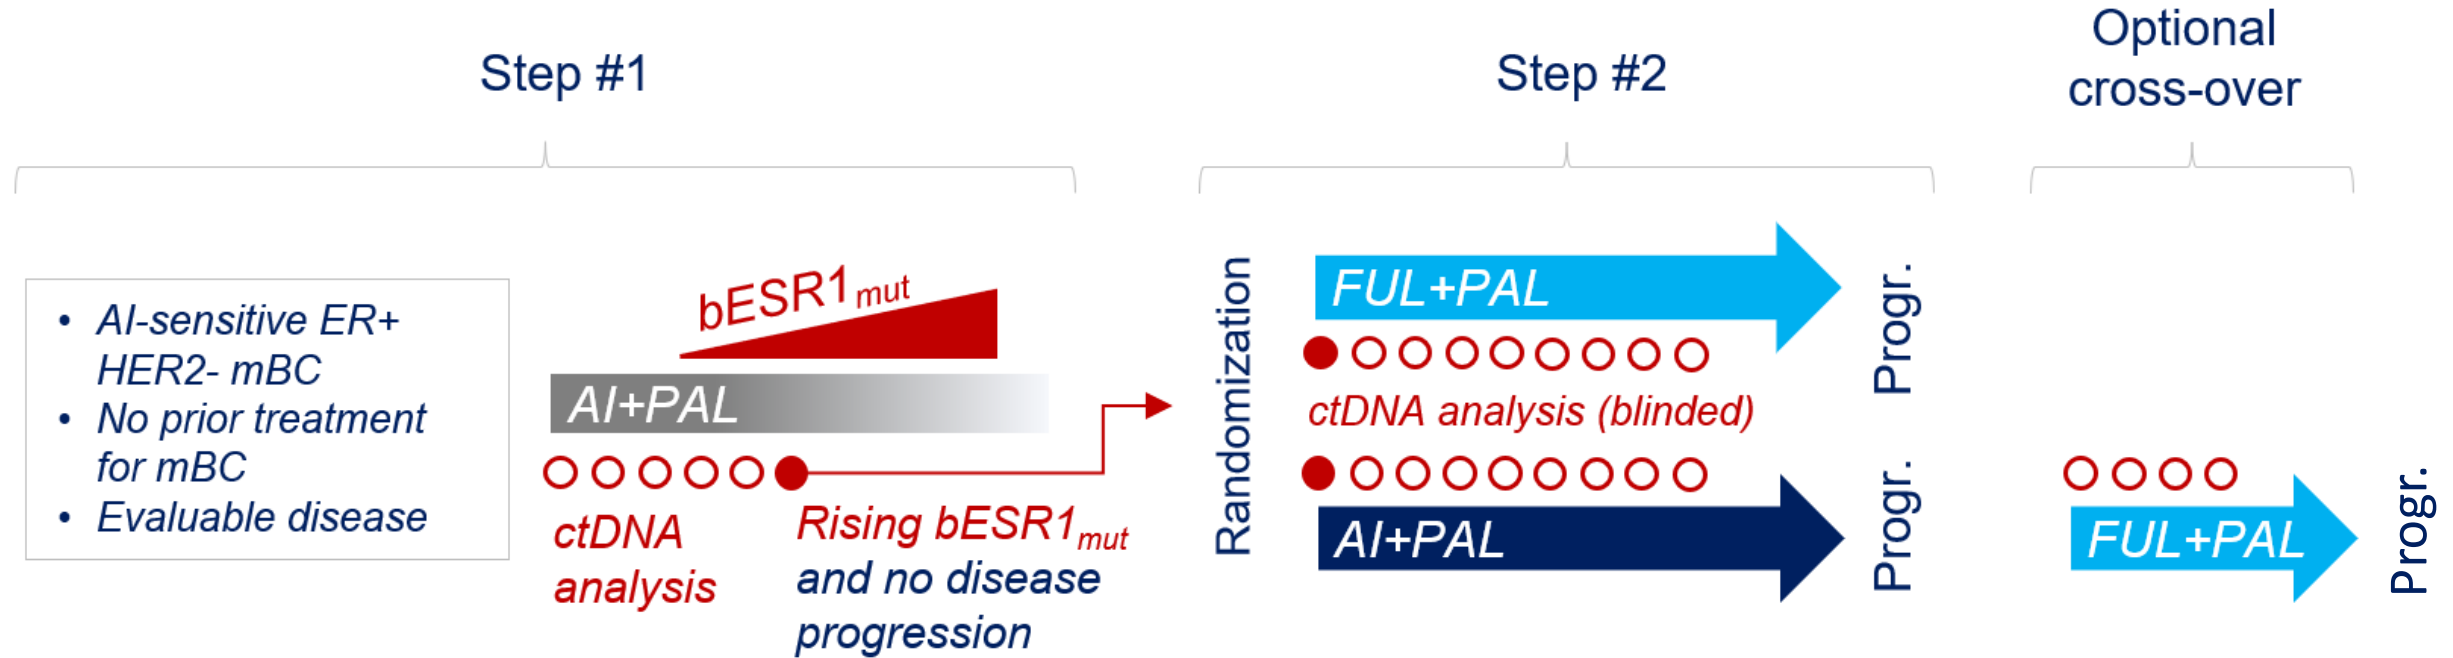 Step #1
Step #2
Optional
cross-over
• AI-sensitive ER+
HER2- mBC
• No prior treatment
for mBC
• Evaluable disease
bESR1mut
AI+PAL
ctDNA
analysis
Rising bESR1mut
and no disease
progression
Randomization
FUL+PAL
ctDNA analysis (blinded)
AI+PAL
Progr.
Progr.
FUL+PAL
Progr.